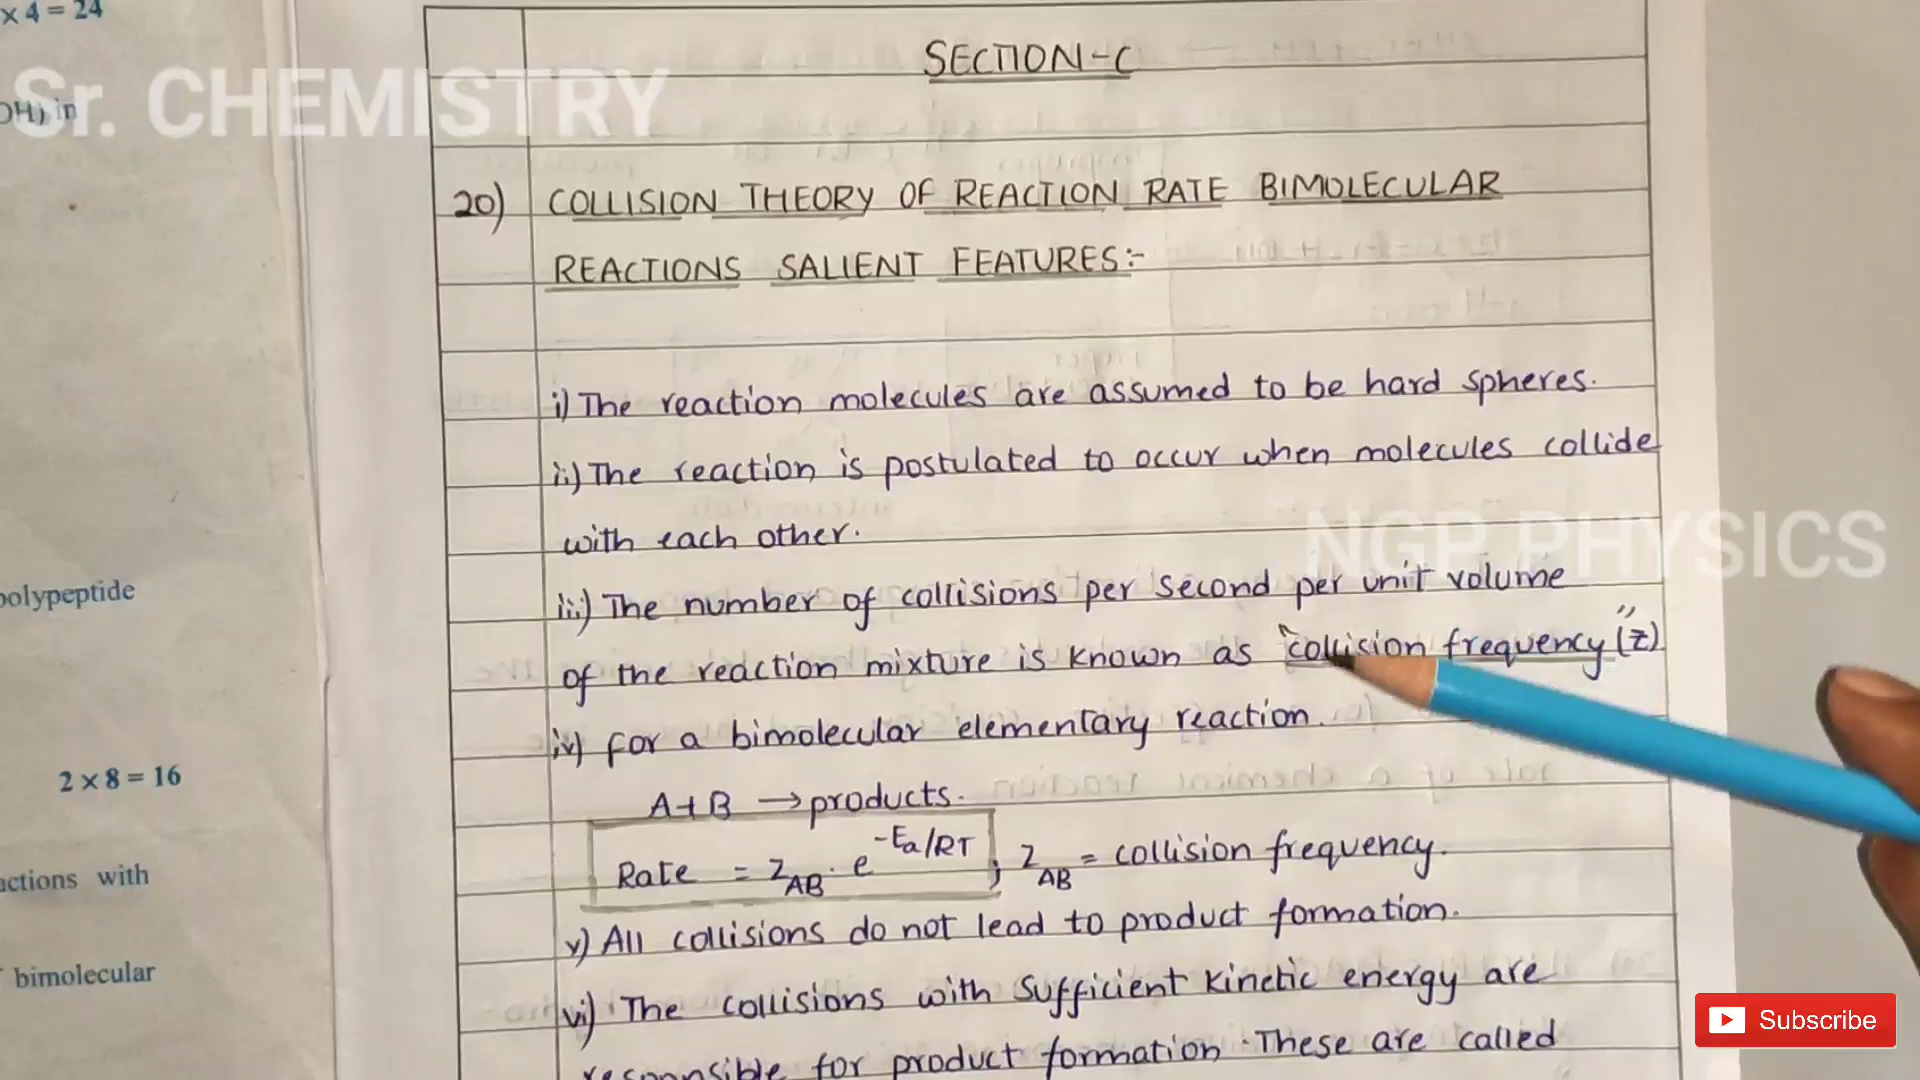 x 4 = 24
Sr. CHEMISTRY
OH) in
SECTION-C
20) COLLISION THEORY OF REACTION RATE BIMOLECULAR
REACTIONS SALIENT FEATURES:-
i) The reaction molecules are assumed to be hard spheres.
ii) The reaction is postulated to occur when molecules collide
with each other.
NGP PHYSICS
iii) The number of collisions per second per unit volume
of the reaction mixture is known as "collision frequency (z)"
polypeptide
iv) for a bimolecular elementary reaction.
2 x 8 = 16
A+B → products.
Rate = Z_AB . e^-Ea/RT ; Z_AB = collision frequency.
actions with
v) All collisions do not lead to product formation.
bimolecular
vi) The collisions with sufficient kinetic energy are
responsible for product formation. These are called
Subscribe